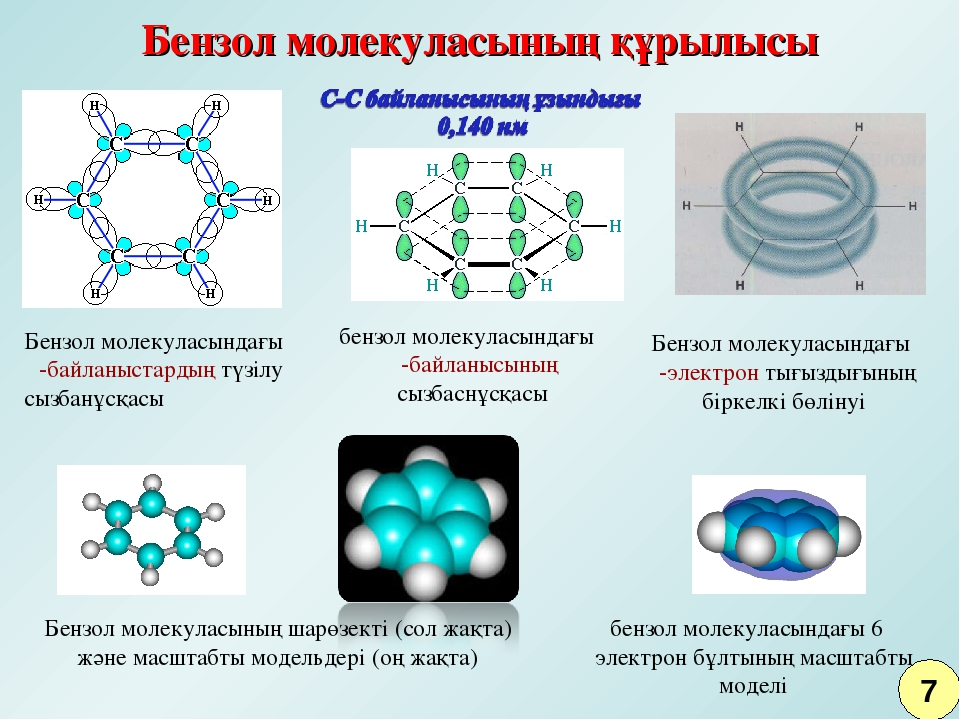 Бензол молекуласының құрылысы
С-С байланысының ұзындығы
0,140 нм
H H
C C
H C C H
C C
H H
H H
C C
H C C H
C C
H H
H H
H H
H H
Бензол молекуласындағы
-байланыстардың түзілу
сызбанұсқасы
бензол молекуласындағы
-байланысының
сызбаснұсқасы
Бензол молекуласындағы
-электрон тығыздығының
біркелкі бөлінуі
Бензол молекуласының шарөзекті (сол жақта)
және масштабты модельдері (оң жақта)
бензол молекуласындағы 6
электрон бұлтының масштабты
моделі
7